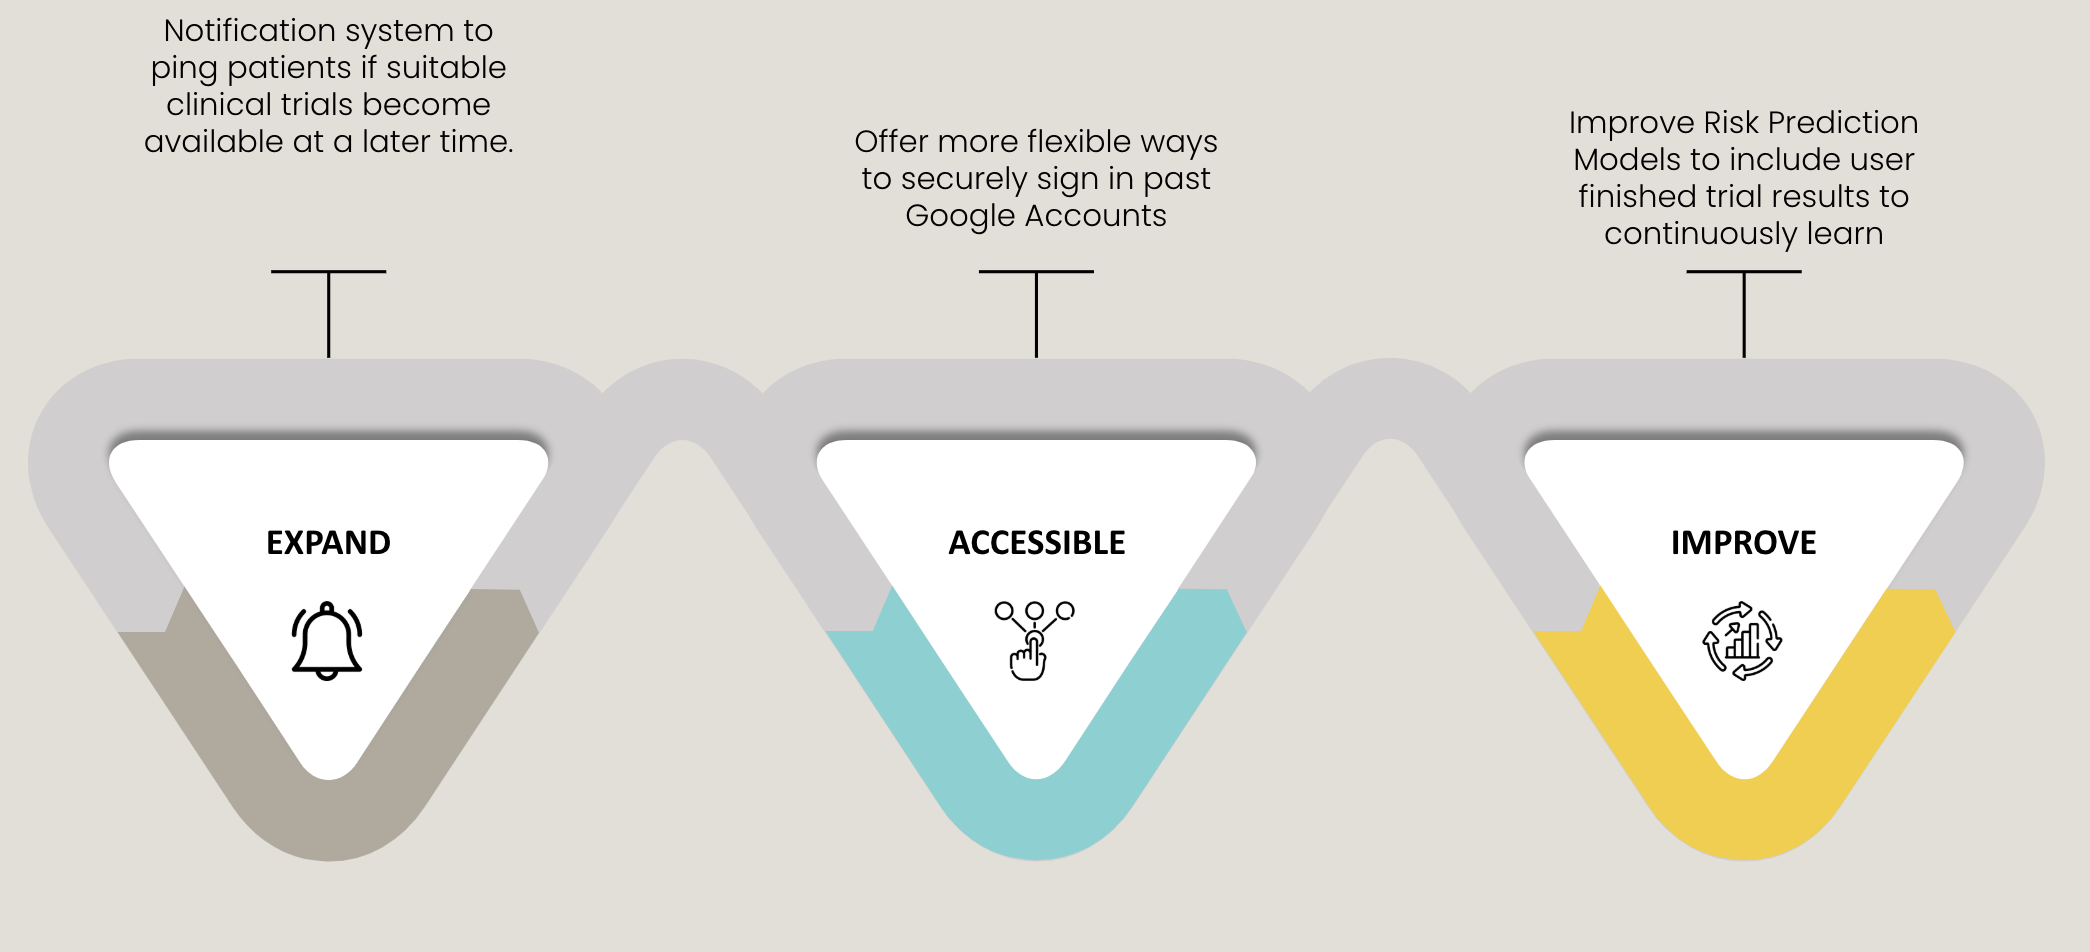 Notification system to
ping patients if suitable
clinical trials become
available at a later time.
Offer more flexible ways
to securely sign in past
Google Accounts
Improve Risk Prediction
Models to include user
finished trial results to
continuously learn
EXPAND
ACCESSIBLE
IMPROVE